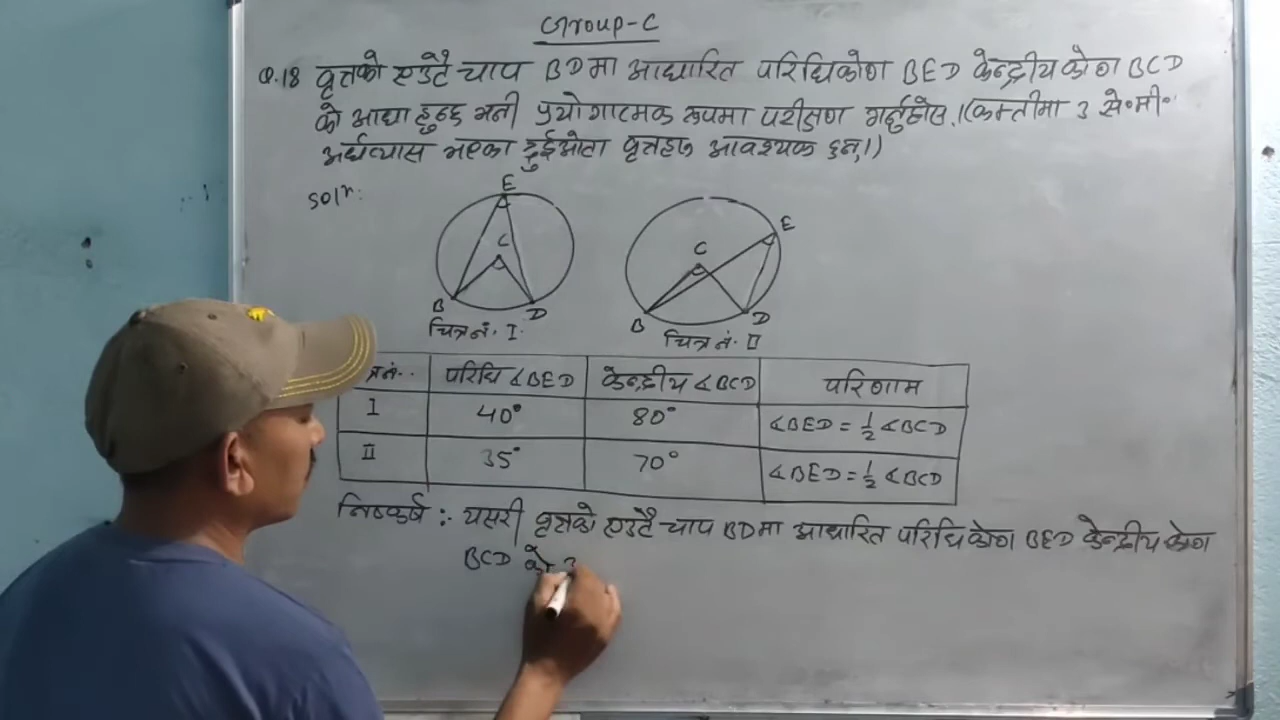 Group-C
Q.18 वृत्तको एउटै चाप BD मा आधारित परिधिकोण BED केन्द्रीय कोण BCD
को आधा हुन्छ भनी प्रयोगात्मक रूपमा परीक्षण गर्नुहोस् ।(कम्तीमा 3 से॰मी॰
अर्धव्यास भएका दुईओटा वृत्तहरू आवश्यक छन् ।)
Solⁿ:
E
C
B
D
चित्र नं. I.
E
C
B
D
चित्र नं. II
त्र नं.. परिधि ∠BED केन्द्रीय ∠BCD परिणाम
I 40° 80° ∠BED = 1/2 ∠BCD
II 35° 70° ∠BED = 1/2 ∠BCD
निष्कर्ष :- यसरी वृत्तको एउटै चाप BD मा आधारित परिधि कोण BED केन्द्रीय कोण
BCD को